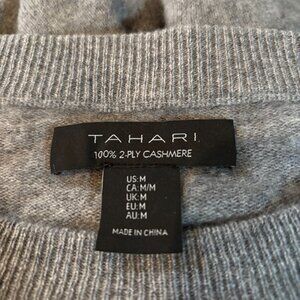 TAHARI
100% 2-PLY CASHMERE
US:M
CA:M/M
UK:M
EU:M
AU:M
MADE IN CHINA